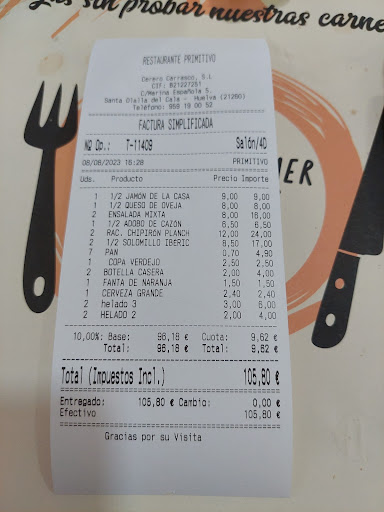 sin probar nuestras carne
RESTAURANTE PRIMITIVO
Carero Carrasco, S.L
CIF: B21227251
C/Marina Española 5,
Santa Olalla del Cala - Huelva (21260)
Teléfono: 959 19 00 52
FACTURA SIMPLIFICADA
Nº Op.: T-11409 Salón/4D
08/08/2023 16:28 PRIMITIVO
Uds. Producto Precio Importe
1 1/2 JAMÓN DE LA CASA 9,00 9,00
1 1/2 QUESO DE OVEJA 8,00 8,00
2 ENSALADA MIXTA 8,00 16,00
1 1/2 ADOBO DE CAZÓN 6,50 6,50
2 RAC. CHIPIRÓN PLANCH 12,00 24,00
2 1/2 SOLOMILLO IBERIC 8,50 17,00
7 PAN 0,70 4,90
1 COPA VERDEJO 2,50 2,50
2 BOTELLA CASERA 2,00 4,00
1 FANTA DE NARANJA 1,50 1,50
1 CERVEZA GRANDE 2,40 2,40
2 helado 3 3,00 6,00
2 HELADO 2 2,00 4,00
10,00%: Base: 96,18 € Cuota: 9,62 €
Total: 96,18 € Total: 9,62 €
Total (Impuestos Incl.) 105,80 €
Entregado: 105,80 € Cambio: 0,00 €
Efectivo 105,80 €
Gracias por su Visita